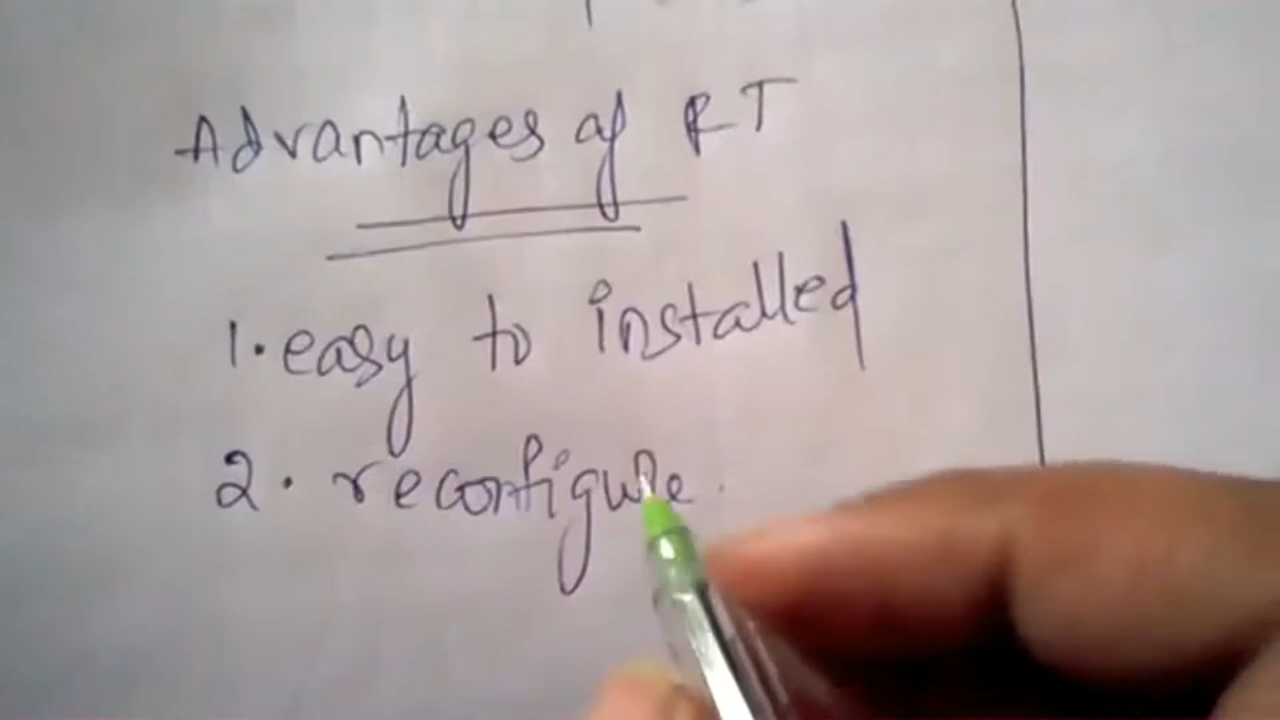 Advantages of RT
1. easy to installed
2. reconfigure.